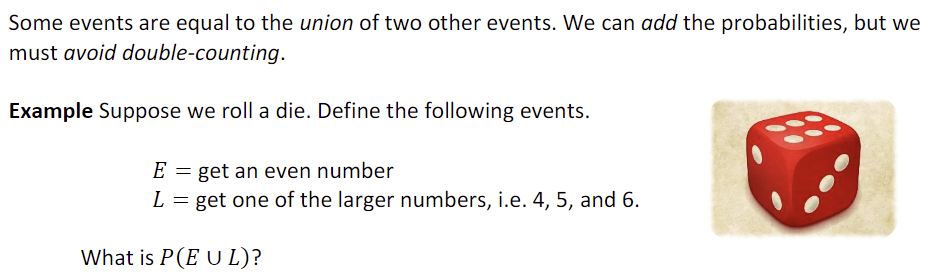 Some events are equal to the union of two other events. We can add the probabilities, but we
must avoid double-counting.
Example Suppose we roll a die. Define the following events.
E = get an even number
L = get one of the larger numbers, i.e. 4, 5, and 6.
What is P(E ∪ L)?